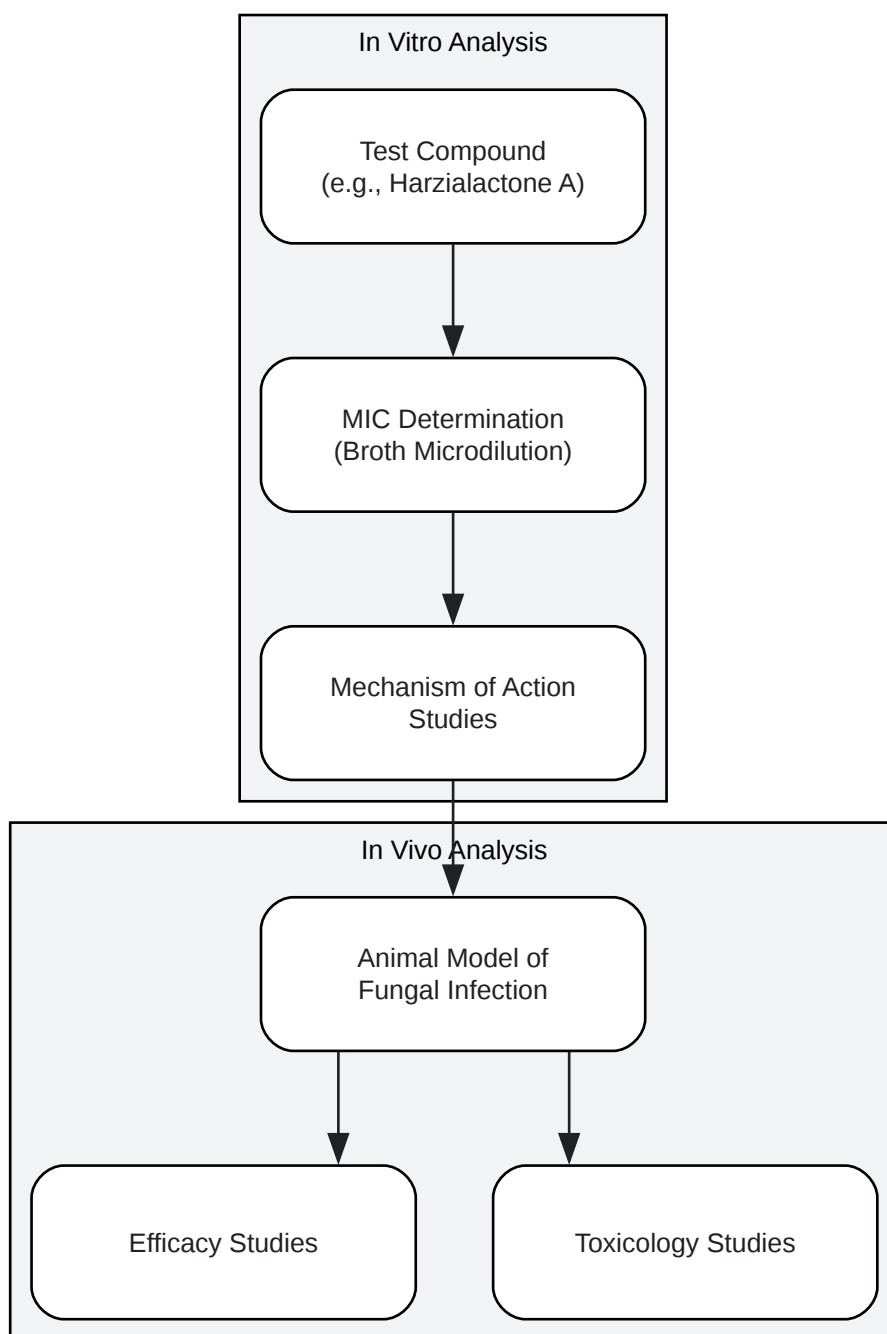 In Vitro Analysis
Test Compound
(e.g., Harzialactone A)
MIC Determination
(Broth Microdilution)
Mechanism of Action
Studies
In Vivo Analysis
Animal Model of
Fungal Infection
Efficacy Studies
Toxicology Studies